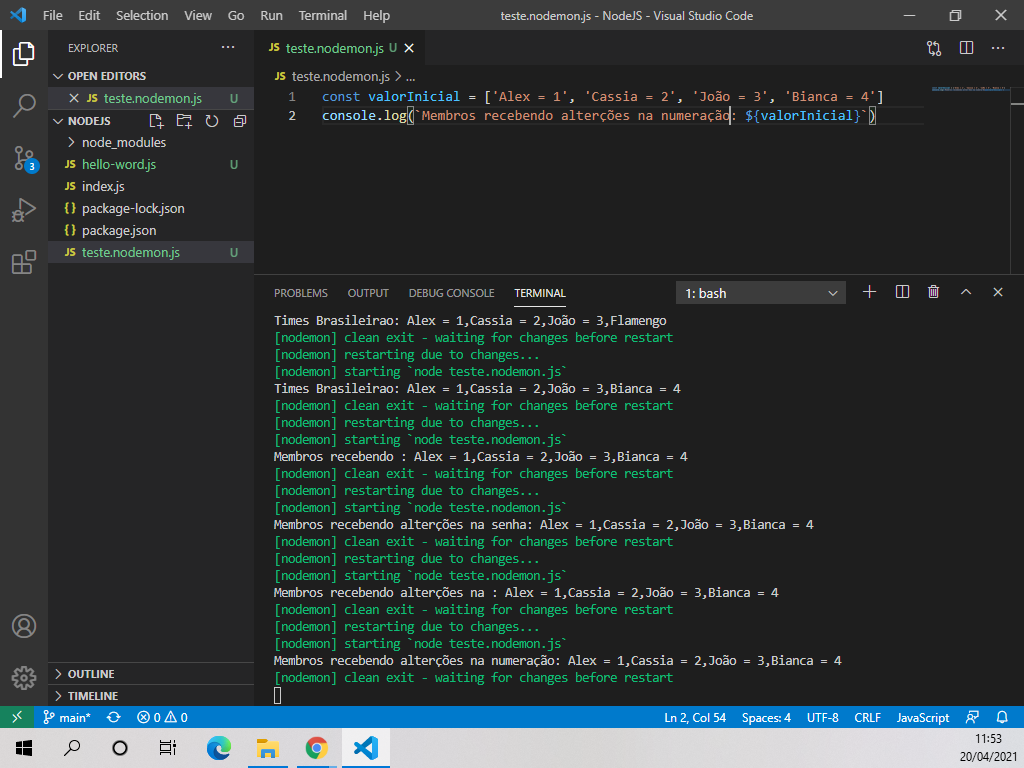 File Edit Selection View Go Run Terminal Help teste.nodemon.js - NodeJS - Visual Studio Code
EXPLORER
OPEN EDITORS
JS teste.nodemon.js U
NODEJS
node_modules
JS hello-word.js U
JS index.js
{} package-lock.json
{} package.json
JS teste.nodemon.js U
OUTLINE
TIMELINE
3
JS teste.nodemon.js U
JS teste.nodemon.js > ...
1 const valorInicial = ['Alex = 1', 'Cassia = 2', 'João = 3', 'Bianca = 4']
2 console.log(`Membros recebendo alterções na numeração: ${valorInicial}`)
PROBLEMS OUTPUT DEBUG CONSOLE TERMINAL 1: bash
Times Brasileirao: Alex = 1,Cassia = 2,João = 3,Flamengo
[nodemon] clean exit - waiting for changes before restart
[nodemon] restarting due to changes...
[nodemon] starting `node teste.nodemon.js`
Times Brasileirao: Alex = 1,Cassia = 2,João = 3,Bianca = 4
[nodemon] clean exit - waiting for changes before restart
[nodemon] restarting due to changes...
[nodemon] starting `node teste.nodemon.js`
Membros recebendo : Alex = 1,Cassia = 2,João = 3,Bianca = 4
[nodemon] clean exit - waiting for changes before restart
[nodemon] restarting due to changes...
[nodemon] starting `node teste.nodemon.js`
Membros recebendo alterções na senha: Alex = 1,Cassia = 2,João = 3,Bianca = 4
[nodemon] clean exit - waiting for changes before restart
[nodemon] restarting due to changes...
[nodemon] starting `node teste.nodemon.js`
Membros recebendo alterções na : Alex = 1,Cassia = 2,João = 3,Bianca = 4
[nodemon] clean exit - waiting for changes before restart
[nodemon] restarting due to changes...
[nodemon] starting `node teste.nodemon.js`
Membros recebendo alterções na numeração: Alex = 1,Cassia = 2,João = 3,Bianca = 4
[nodemon] clean exit - waiting for changes before restart
main* 0 0 Ln 2, Col 54 Spaces: 4 UTF-8 CRLF JavaScript
11:53
20/04/2021